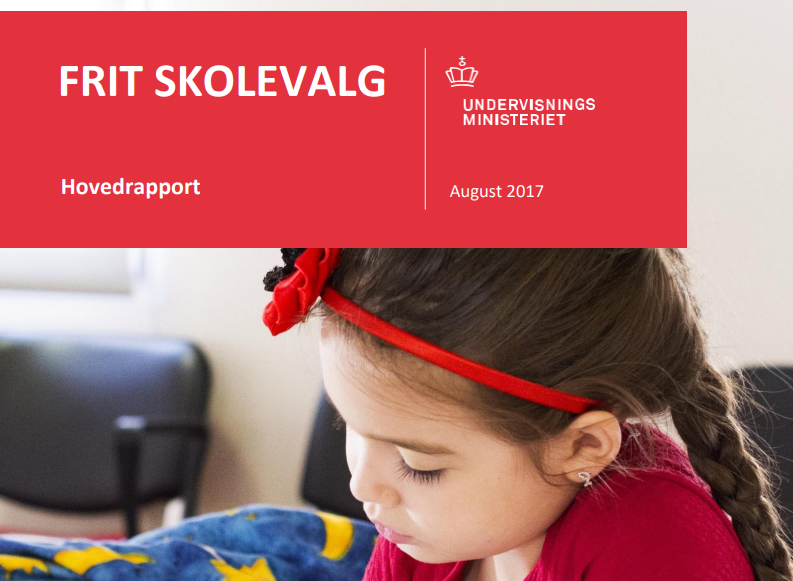 FRIT SKOLEVALG
UNDERVISNINGS
MINISTERIET
Hovedrapport
August 2017